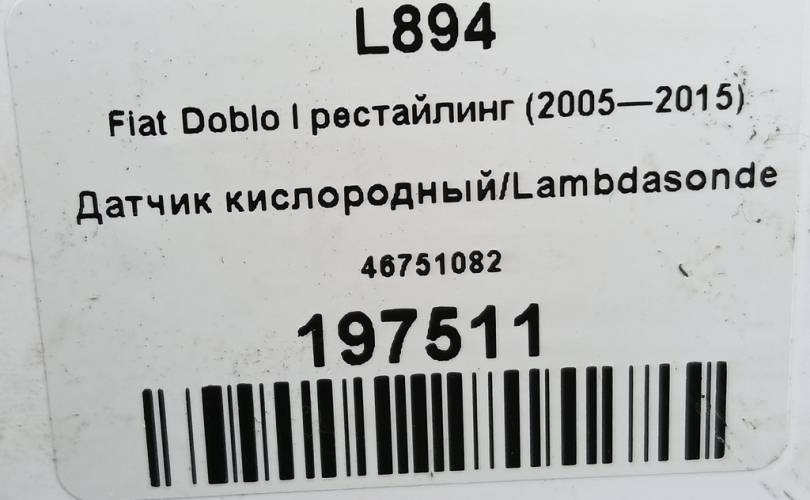 L894
Fiat Doblo I рестайлинг (2005—2015)
Датчик кислородный/Lambdasonde
46751082
197511